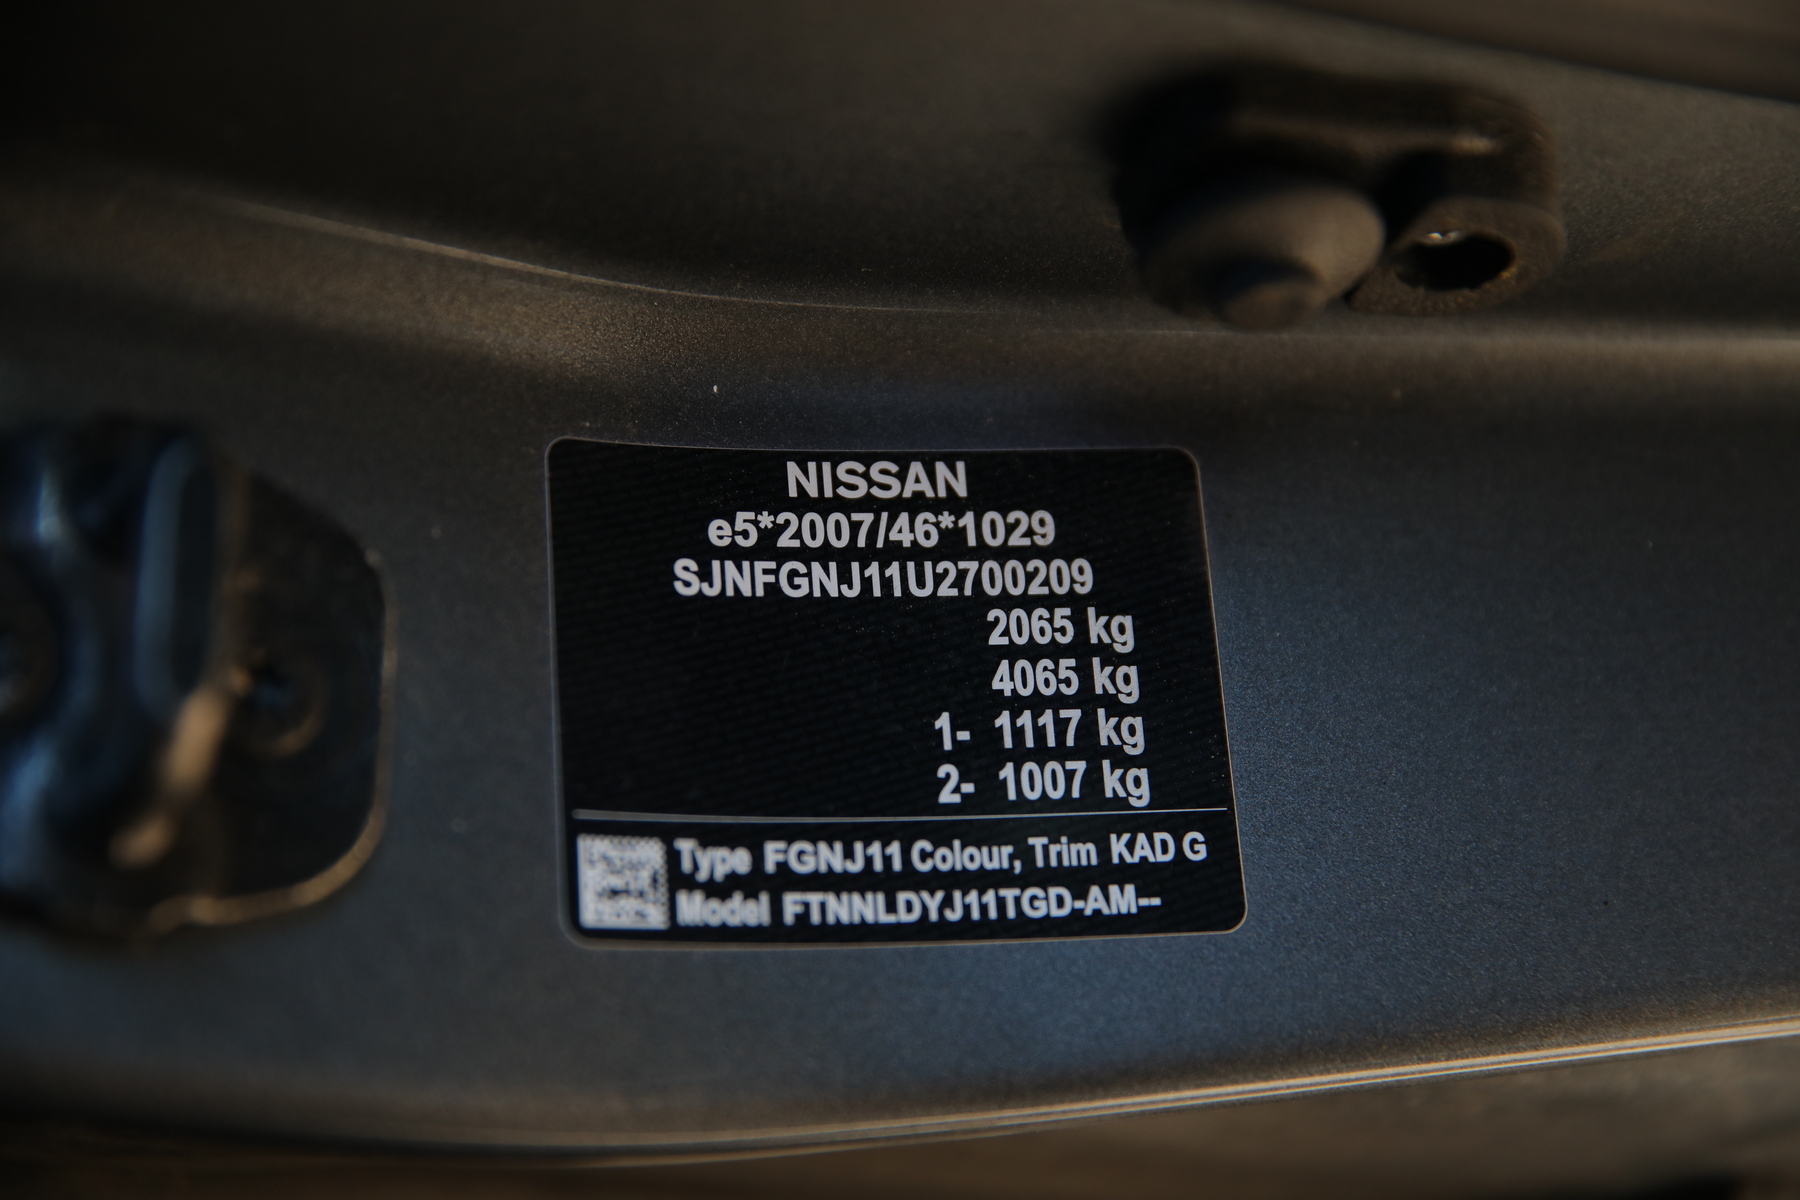 NISSAN
e5*2007/46*1029
SJNFGNJ11U2700209
2065 kg
4065 kg
1- 1117 kg
2- 1007 kg
Type FGNJ11 Colour, Trim KAD G
Model FTNNLDYJ11TGD-AM--